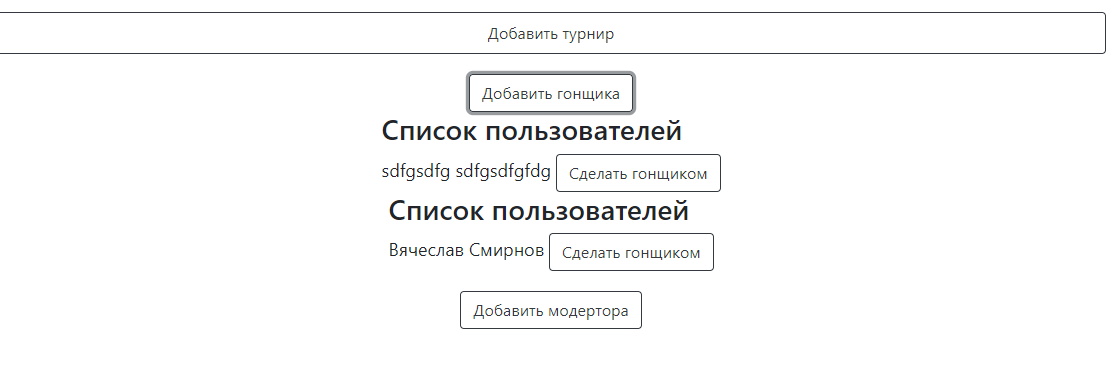 Добавить турнир
Добавить гонщика
Список пользователей
sdfgsdfg sdfgsdfgfdg Сделать гонщиком
Список пользователей
Вячеслав Смирнов Сделать гонщиком
Добавить модертора